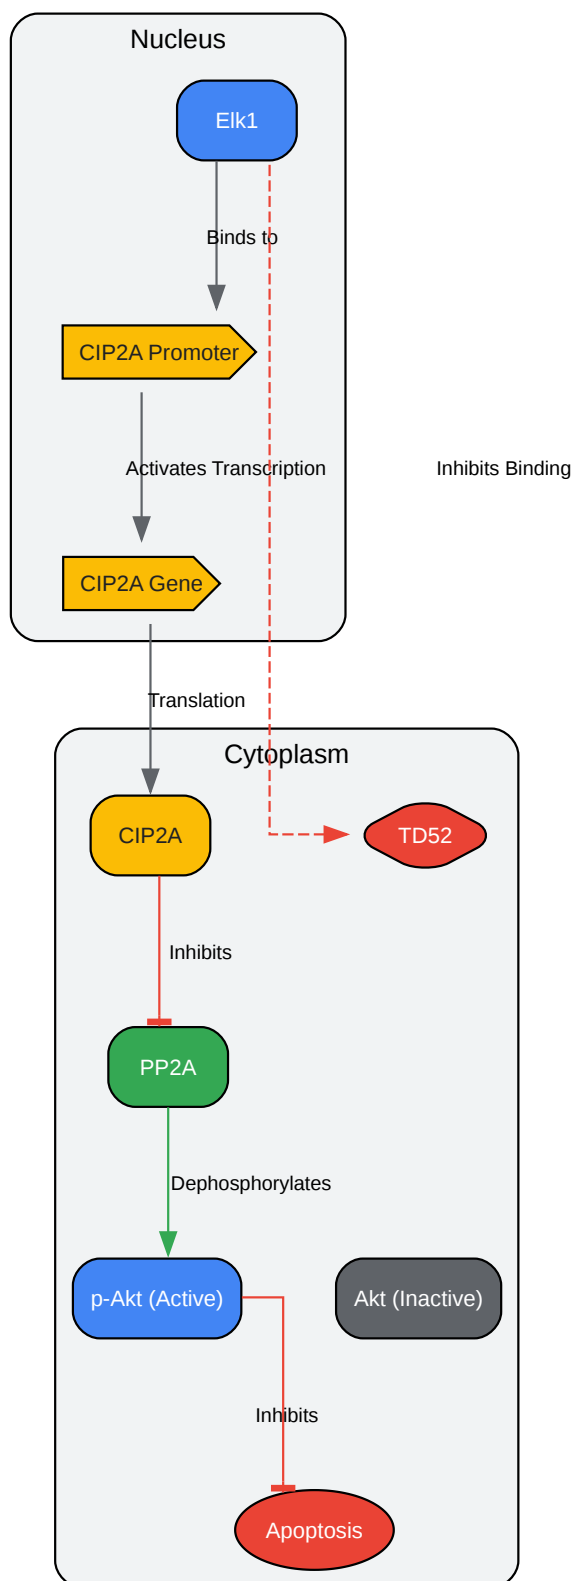 Nucleus
Elk1
Binds to
CIP2A Promoter
Activates Transcription
Inhibits Binding
CIP2A Gene
Translation
Cytoplasm
CIP2A
TD52
Inhibits
PP2A
Dephosphorylates
p-Akt (Active)
Akt (Inactive)
Inhibits
Apoptosis